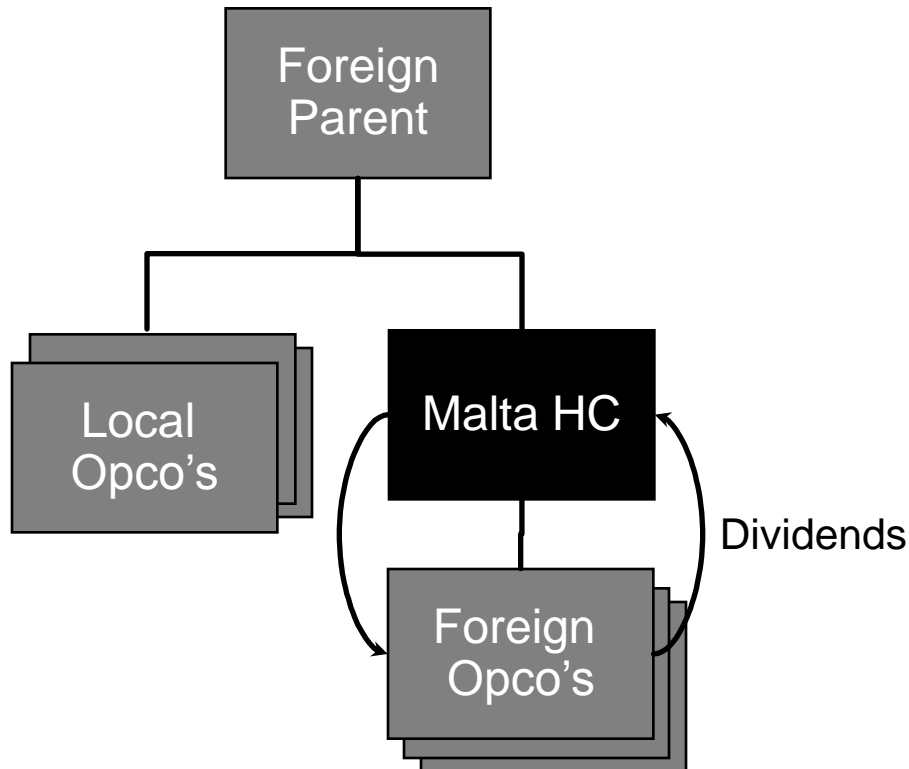 Foreign
Parent
Local
Opco’s
Malta HC
Dividends
Foreign
Opco’s